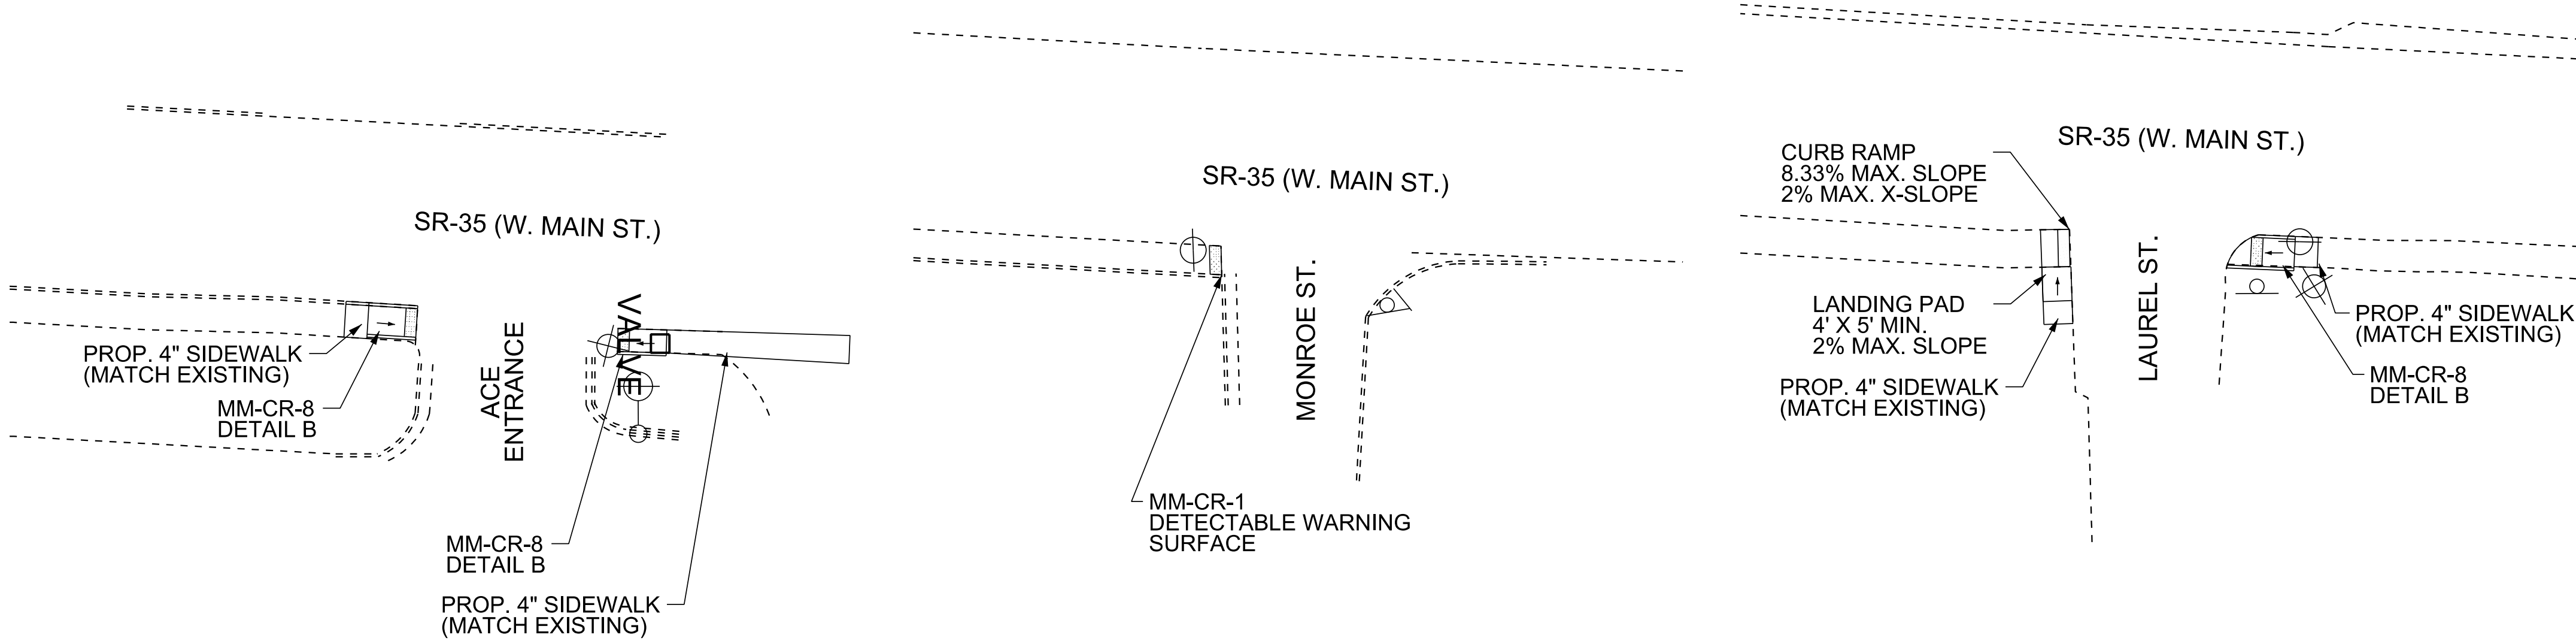 SR-35 (W. MAIN ST.)
PROP. 4" SIDEWALK
(MATCH EXISTING)
MM-CR-8
DETAIL B
ACE
ENTRANCE
VALVE
MM-CR-8
DETAIL B
PROP. 4" SIDEWALK
(MATCH EXISTING)
SR-35 (W. MAIN ST.)
MONROE ST.
MM-CR-1
DETECTABLE WARNING
SURFACE
SR-35 (W. MAIN ST.)
CURB RAMP
8.33% MAX. SLOPE
2% MAX. X-SLOPE
LANDING PAD
4' X 5' MIN.
2% MAX. SLOPE
PROP. 4" SIDEWALK
(MATCH EXISTING)
LAUREL ST.
PROP. 4" SIDEWALK
(MATCH EXISTING)
MM-CR-8
DETAIL B